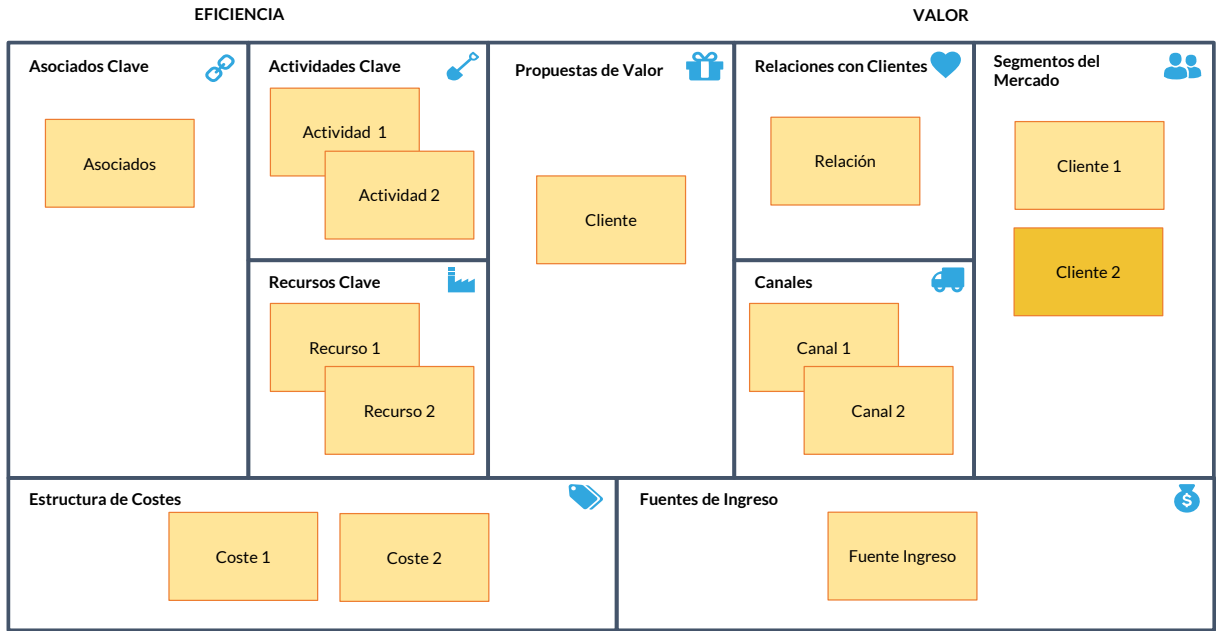 EFICIENCIA
VALOR
Asociados Clave
Asociados
Actividades Clave
Actividad 1
Actividad 2
Recursos Clave
Recurso 1
Recurso 2
Propuestas de Valor
Cliente
Relaciones con Clientes
Relación
Canales
Canal 1
Canal 2
Segmentos del
Mercado
Cliente 1
Cliente 2
Estructura de Costes
Coste 1
Coste 2
Fuentes de Ingreso
Fuente Ingreso
$